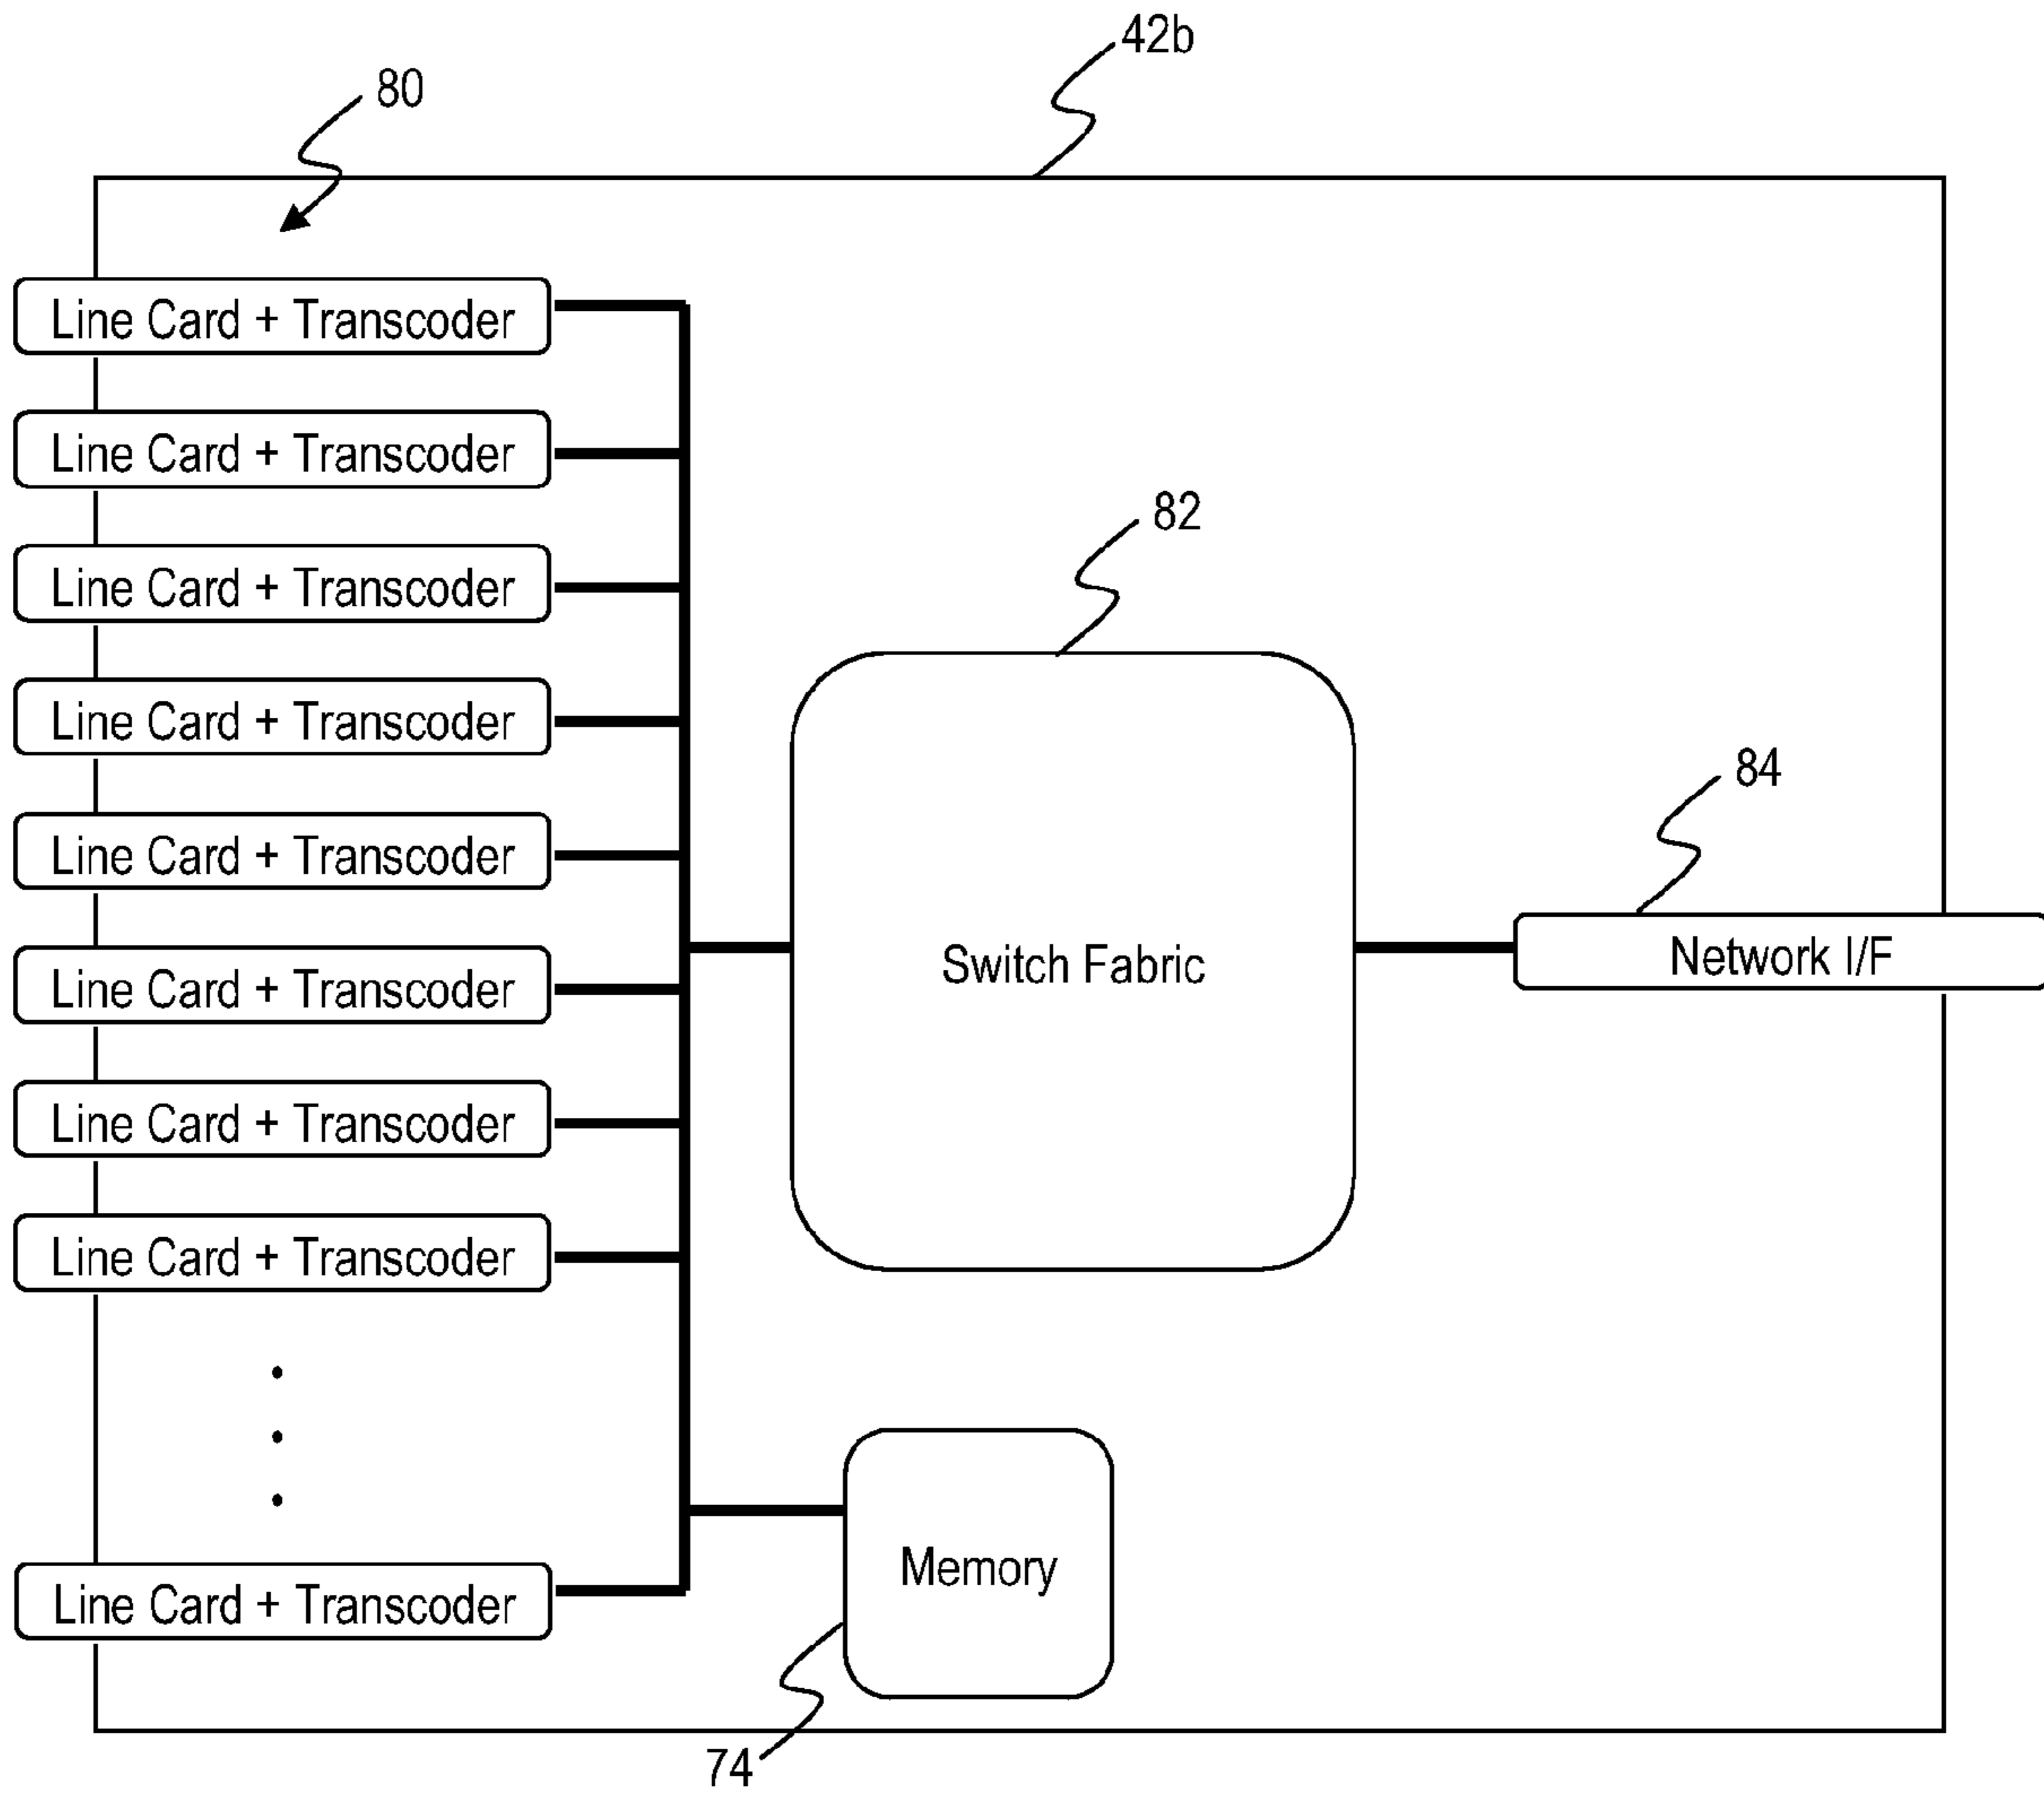 42b
80
Line Card + Transcoder
Line Card + Transcoder
Line Card + Transcoder
Line Card + Transcoder
Line Card + Transcoder
Line Card + Transcoder
Line Card + Transcoder
Line Card + Transcoder
Line Card + Transcoder
82
Switch Fabric
84
Network I/F
Memory
74